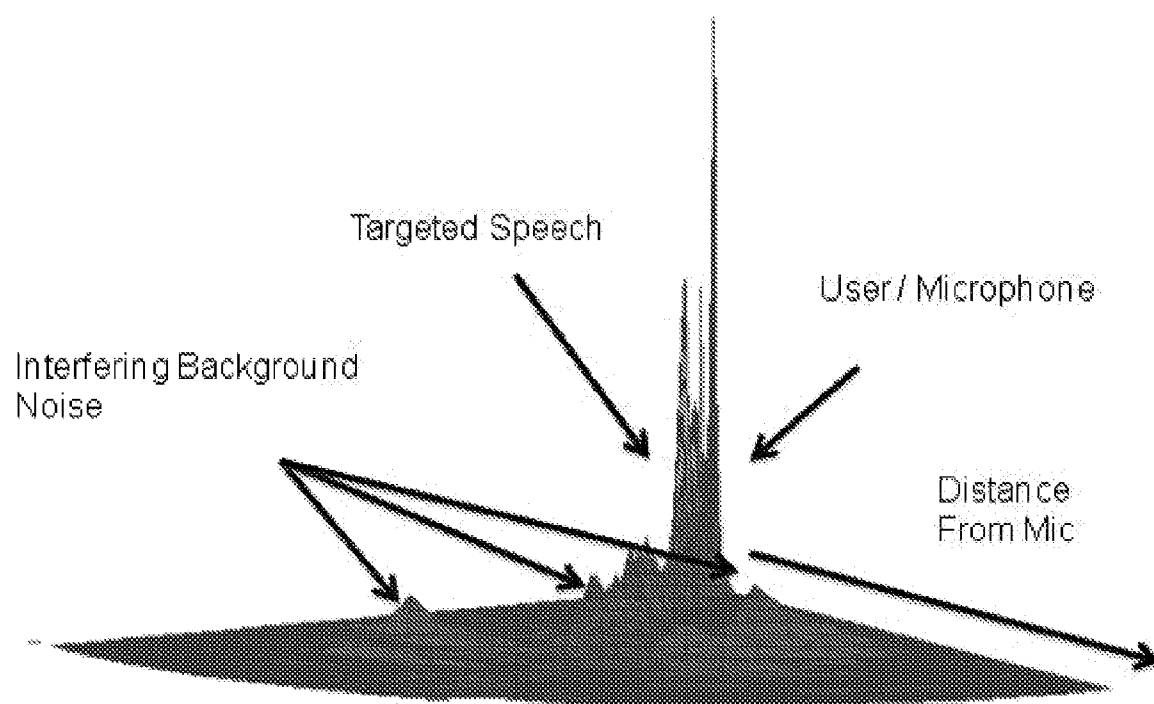 Targeted Speech
User / Microphone
Interfering Background
Noise
Distance
From Mic